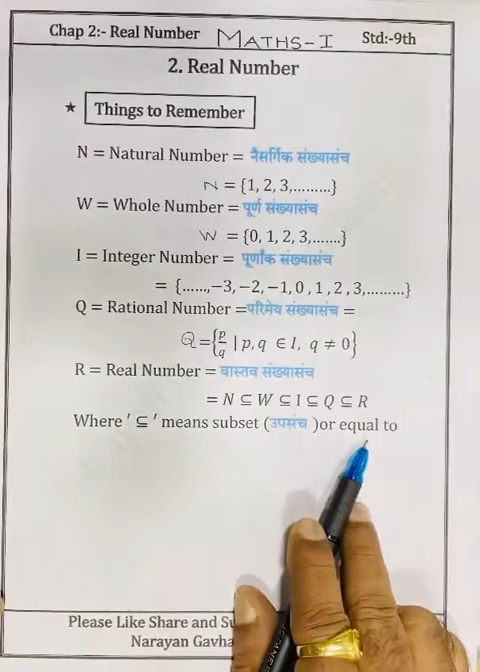 Chap 2:- Real Number MATHS-I Std:-9th
2. Real Number
★ Things to Remember
N = Natural Number = नैसर्गिक संख्यासंच
N = {1, 2, 3,.........}
W = Whole Number = पूर्ण संख्यासंच
W = {0, 1, 2, 3,.......}
I = Integer Number = पूर्णांक संख्यासंच
= {......,−3, −2, −1, 0 , 1 , 2 , 3,.........}
Q = Rational Number =परिमेय संख्यासंच =
Q={p/q | p, q ∈ I, q ≠ 0}
R = Real Number = वास्तव संख्यासंच
= N ⊆ W ⊆ I ⊆ Q ⊆ R
Where ′ ⊆ ′ means subset (उपसंच )or equal to
Please Like Share and
Narayan